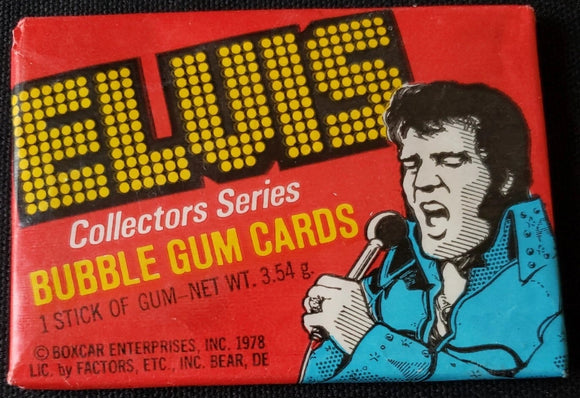 ELVIS
Collectors Series
BUBBLE GUM CARDS
1 STICK OF GUM–NET WT. 3.54 g.
© BOXCAR ENTERPRISES, INC. 1978
LIC. by FACTORS, ETC., INC. BEAR, DE